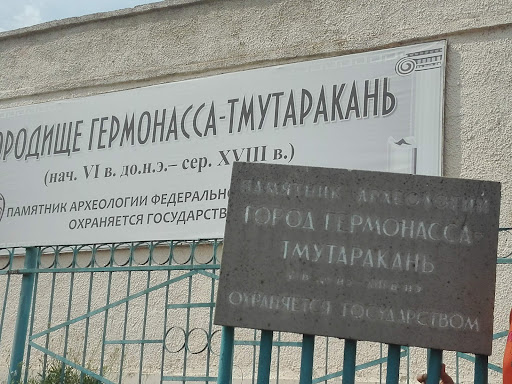 ОРОДИЩЕ ГЕРМОНАССА-ТМУТАРАКАНЬ
(нач. VI в. до.н.э.– сер. XVIII в.)
ПАМЯТНИК АРХЕОЛОГИИ ФЕДЕРАЛЬНО
ОХРАНЯЕТСЯ ГОСУДАРСТВ
ПАМЯТНИК АРХЕОЛОГИИ
ГОРОД ГЕРМОНАССА-
ТМУТАРАКАНЬ
ОХРАНЯЕТСЯ ГОСУДАРСТВОМ